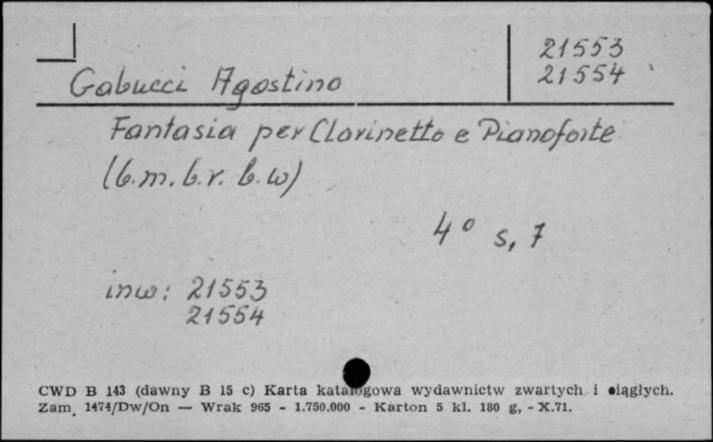 21553
21554
Gabucci Agostino
Fantasia per Clarinetto e Pianoforte
(b.m. b.r. b.w)
4° s, 7
inw: 21553
21554
CWD B 143 (dawny B 15 c) Karta katalogowa wydawnictw zwartych i ciągłych.
Zam. 1474/Dw/On — Wrak 965 - 1.750.000 - Karton 5 kl. 180 g, - X.71.